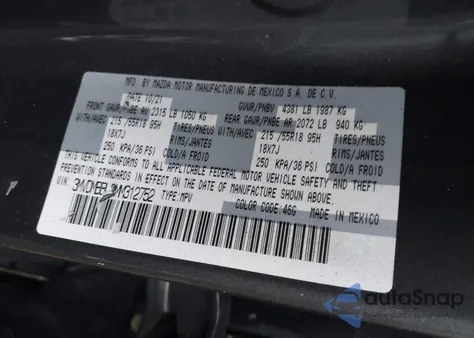 MFD. BY MAZDA MOTOR MANUFACTURING DE MEXICO S.A. DE C.V.
DATE 10/21 GVWR/PNBV 4381 LB 1987 KG
FRONT GAWR/PNBE AV 2315 LB 1050 KG REAR GAWR/PNBE AR 2072 LB 940 KG
215/55R18 95H TIRES/PNEUS 215/55R18 95H TIRES/PNEUS
18X7J RIMS/JANTES 18X7J RIMS/JANTES
250 KPA/36 PSI COLD/A FROID 250 KPA/36 PSI COLD/A FROID
THIS VEHICLE CONFORMS TO ALL APPLICABLE FEDERAL MOTOR VEHICLE SAFETY AND THEFT
PREVENTION STANDARDS IN EFFECT ON THE DATE OF MANUFACTURE SHOWN ABOVE.
TYPE:MPV COLOR CODE:46G MADE IN MEXICO
autoSnap